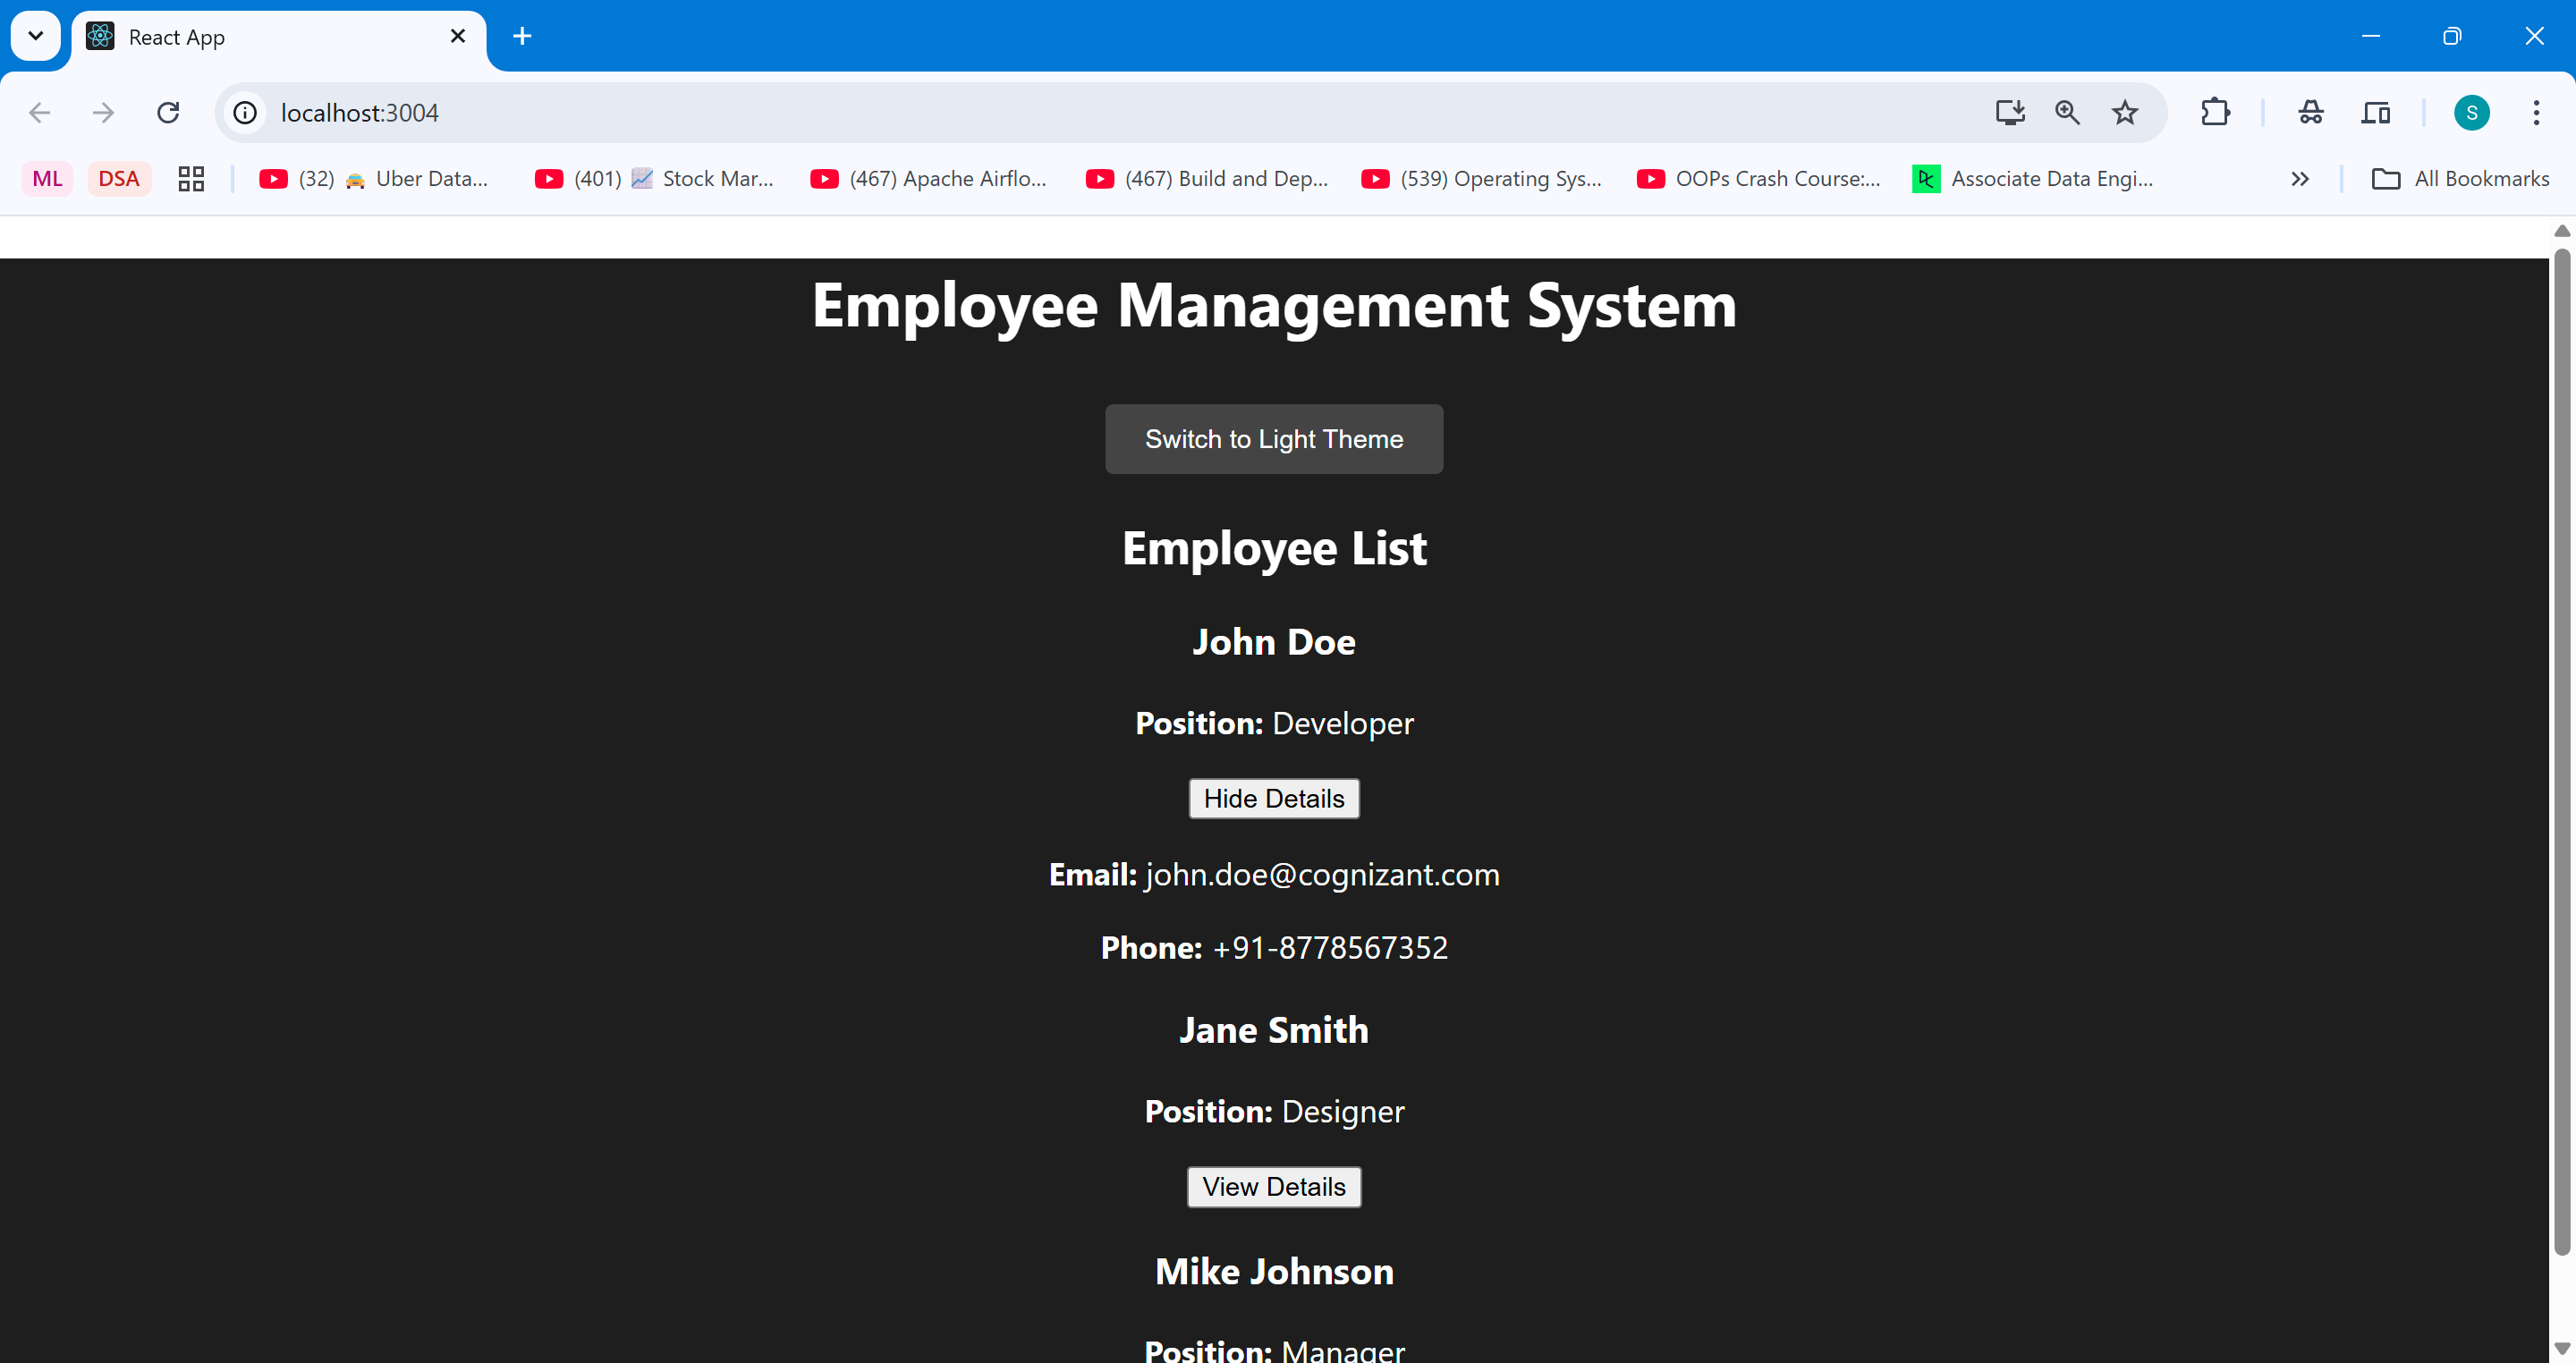 React App
localhost:3004
ML DSA (32) 🚖 Uber Data... (401) 📈 Stock Mar... (467) Apache Airflo... (467) Build and Dep... (539) Operating Sys... OOPs Crash Course:... Associate Data Engi... All Bookmarks
S
Employee Management System
Switch to Light Theme
Employee List
John Doe
Position: Developer
Hide Details
Email: john.doe@cognizant.com
Phone: +91-8778567352
Jane Smith
Position: Designer
View Details
Mike Johnson
Position: Manager